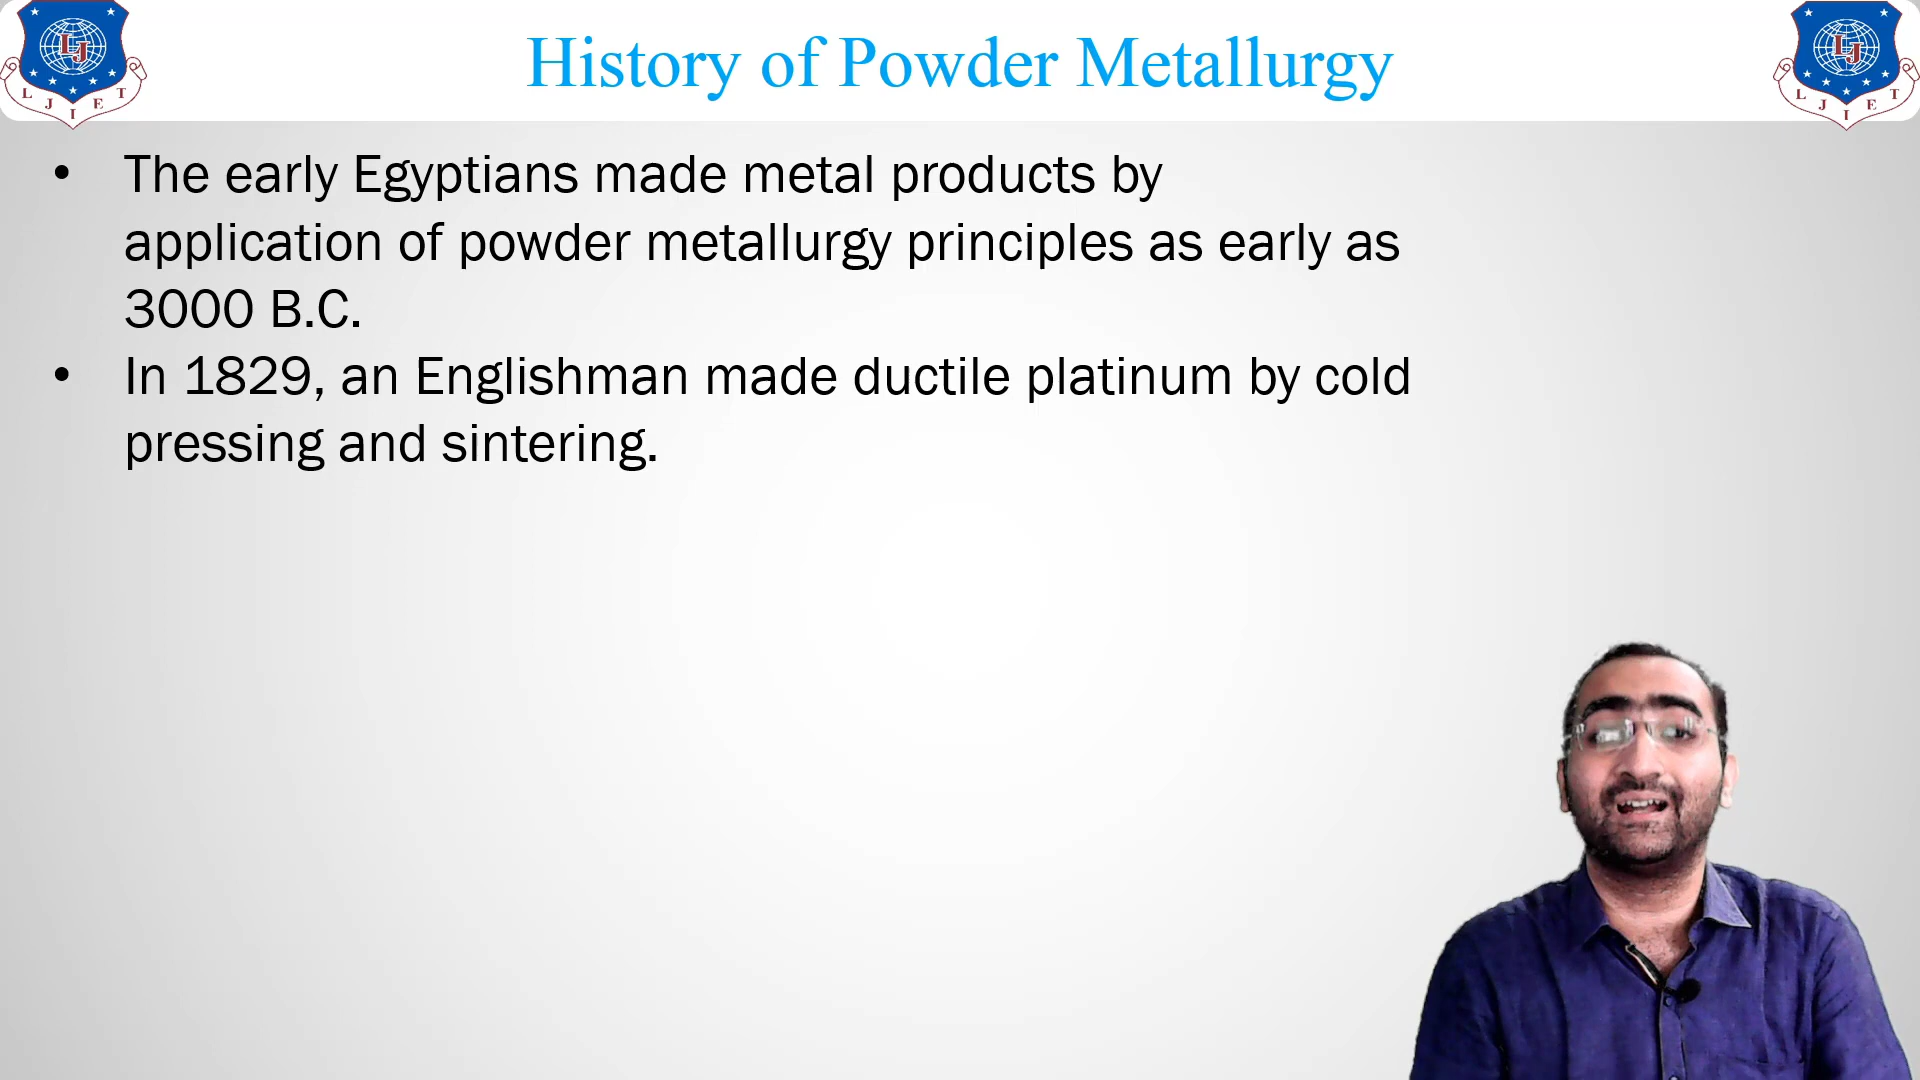 LJ
L J I E T
History of Powder Metallurgy
LJ
L J I E T
• The early Egyptians made metal products by
application of powder metallurgy principles as early as
3000 B.C.
• In 1829, an Englishman made ductile platinum by cold
pressing and sintering.